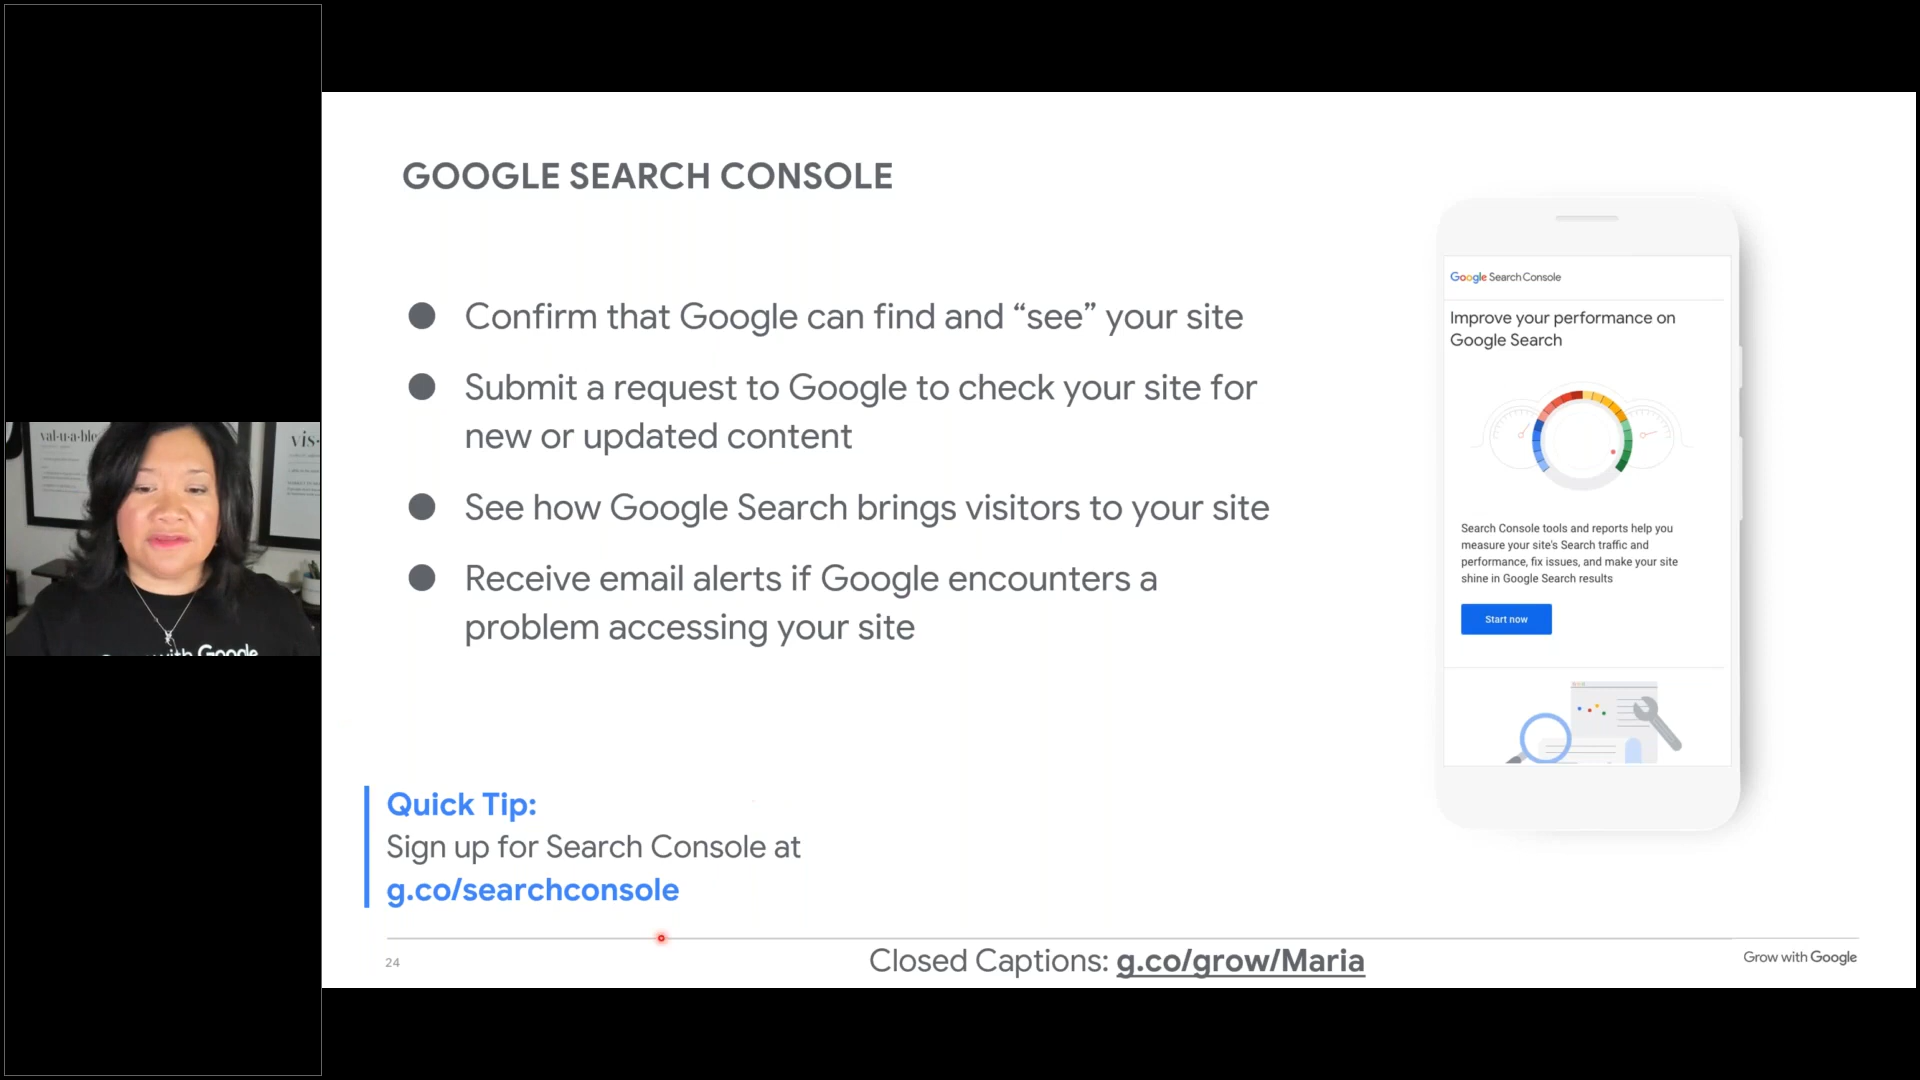 val·u·a·ble
vis-
with Google
GOOGLE SEARCH CONSOLE
● Confirm that Google can find and “see” your site
● Submit a request to Google to check your site for
new or updated content
● See how Google Search brings visitors to your site
● Receive email alerts if Google encounters a
problem accessing your site
Google Search Console
Improve your performance on
Google Search
Search Console tools and reports help you
measure your site's Search traffic and
performance, fix issues, and make your site
shine in Google Search results
Start now
Quick Tip:
Sign up for Search Console at
g.co/searchconsole
24
Closed Captions: g.co/grow/Maria
Grow with Google